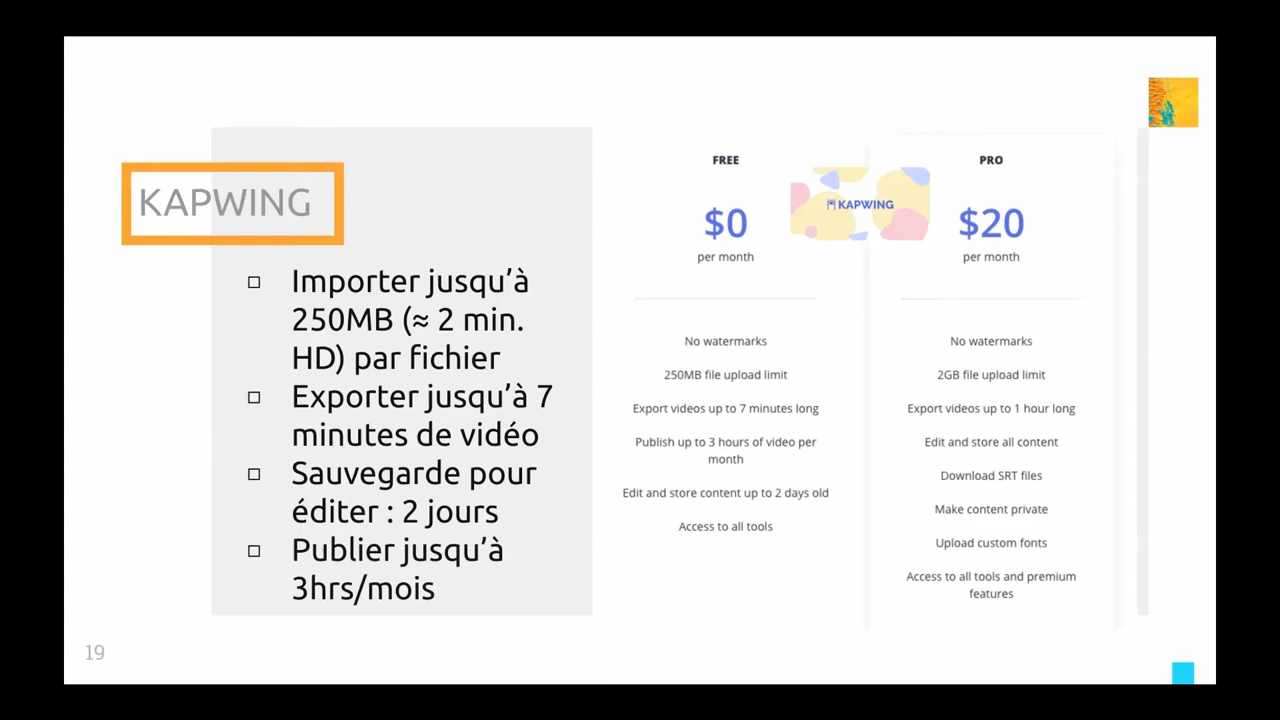 KAPWING
▫ Importer jusqu’à
250MB (≈ 2 min.
HD) par fichier
▫ Exporter jusqu’à 7
minutes de vidéo
▫ Sauvegarde pour
éditer : 2 jours
▫ Publier jusqu’à
3hrs/mois
FREE
$0
per month
No watermarks
250MB file upload limit
Export videos up to 7 minutes long
Publish up to 3 hours of video per
month
Edit and store content up to 2 days old
Access to all tools
KAPWING
PRO
$20
per month
No watermarks
2GB file upload limit
Export videos up to 1 hour long
Edit and store all content
Download SRT files
Make content private
Upload custom fonts
Access to all tools and premium
features
19